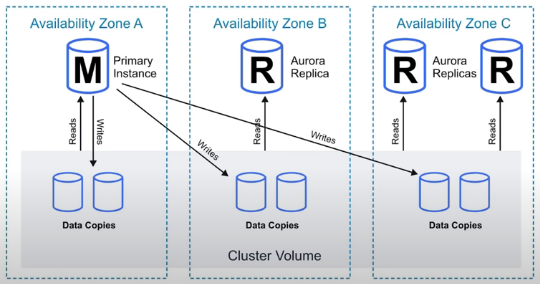 Availability Zone A
Availability Zone B
Availability Zone C
M
Primary
Instance
R
Aurora
Replica
R
Aurora
Replicas
R
Reads
Writes
Writes
Reads
Writes
Reads
Reads
Data Copies
Data Copies
Data Copies
Cluster Volume